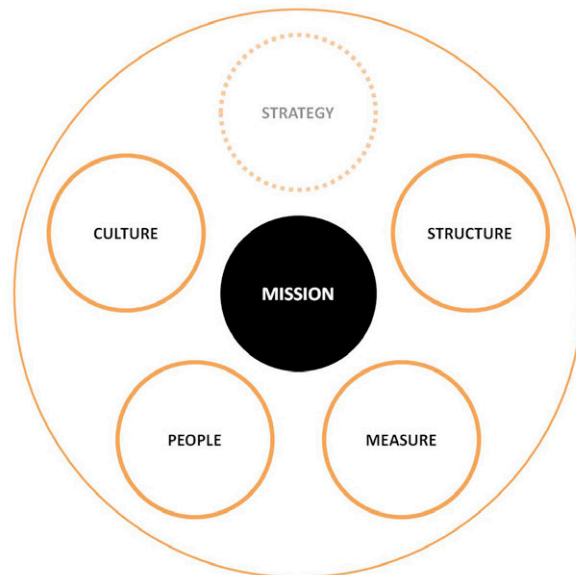 STRATEGY
CULTURE
STRUCTURE
MISSION
PEOPLE
MEASURE